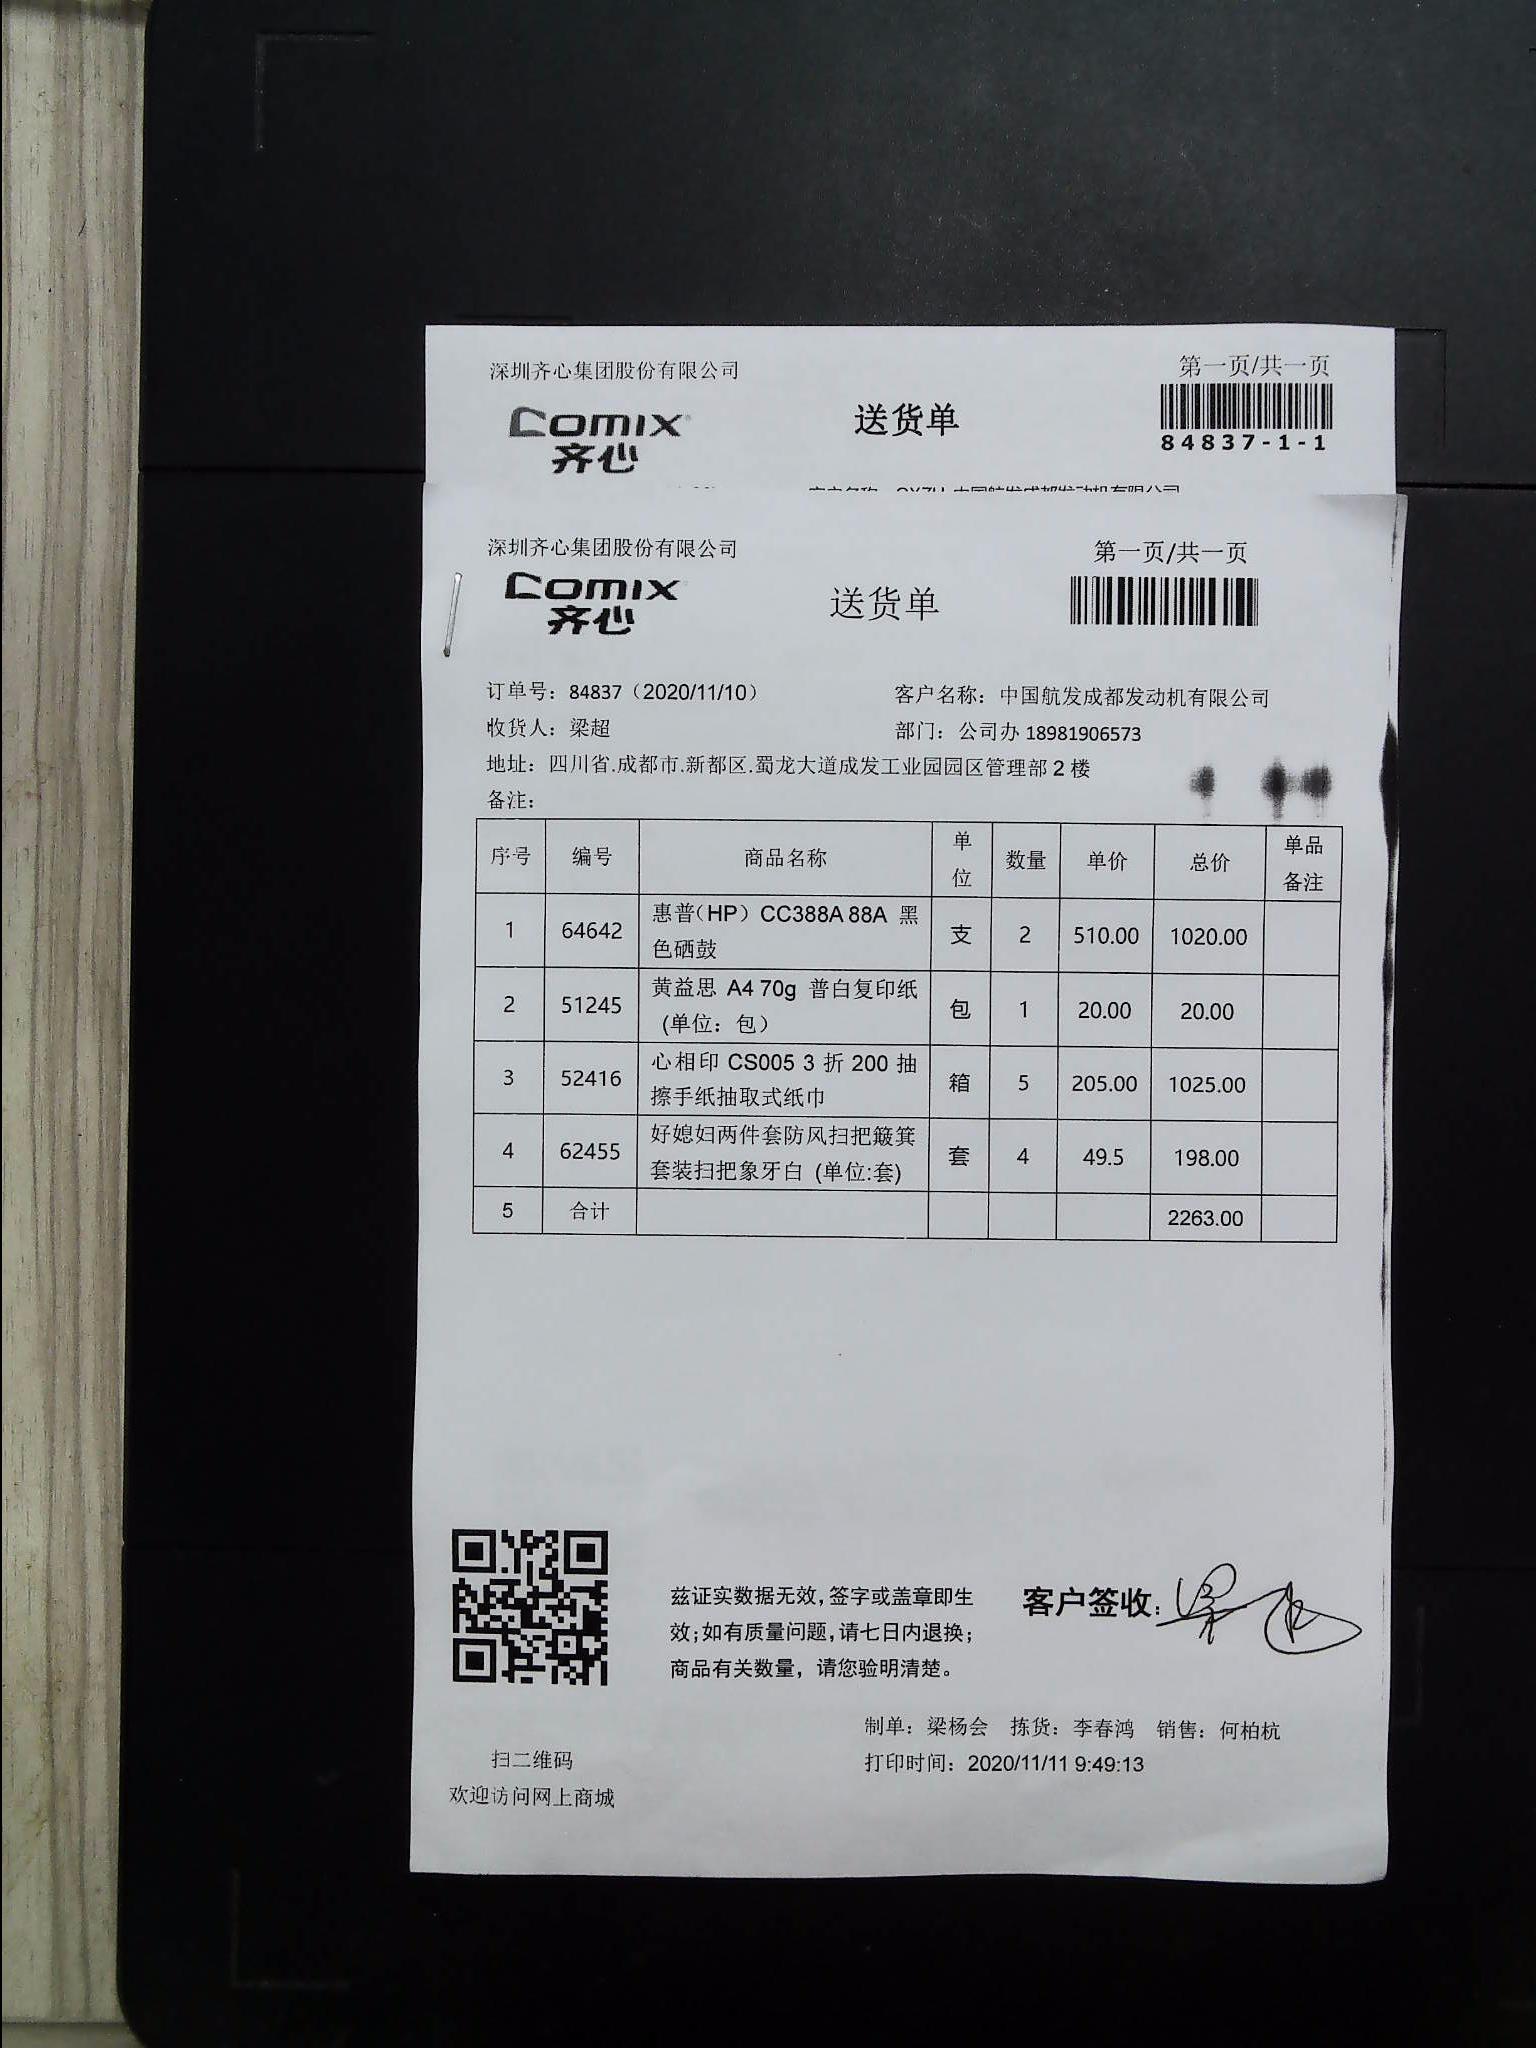 深圳齐心集团股份有限公司
第一页/共一页
Comix
齐心
送货单
84837-1-1
深圳齐心集团股份有限公司
第一页/共一页
Comix
齐心
送货单
订单号：84837（2020/11/10）
客户名称：中国航发成都发动机有限公司
收货人：梁超
部门：公司办 18981906573
地址：四川省.成都市.新都区.蜀龙大道成发工业园园区管理部 2 楼
备注：
序号 编号 商品名称 单位 数量 单价 总价 单品备注
1 64642 惠普（HP）CC388A 88A 黑色硒鼓 支 2 510.00 1020.00
2 51245 黄益思 A4 70g 普白复印纸（单位：包） 包 1 20.00 20.00
3 52416 心相印 CS005 3 折 200 抽擦手纸抽取式纸巾 箱 5 205.00 1025.00
4 62455 好媳妇两件套防风扫把簸箕套装扫把象牙白 (单位:套) 套 4 49.5 198.00
5 合计 2263.00
兹证实数据无效,签字或盖章即生
效;如有质量问题,请七日内退换;
商品有关数量，请您验明清楚。
客户签收：梁超
制单：梁杨会 拣货：李春鸿 销售：何柏杭
打印时间：2020/11/11 9:49:13
扫二维码
欢迎访问网上商城